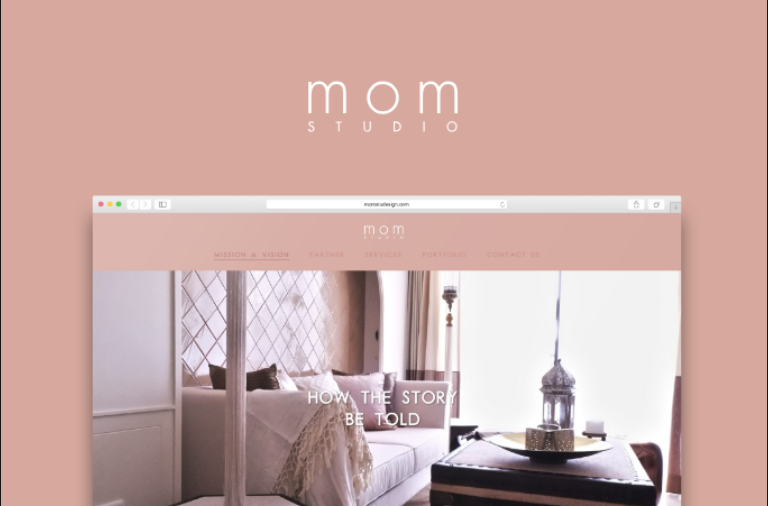 mom
STUDIO
momstudesign.com
mom
STUDIO
MISSION & VISION PARTNER SERVICES PORTFOLIO CONTACT US
HOW THE STORY
BE TOLD